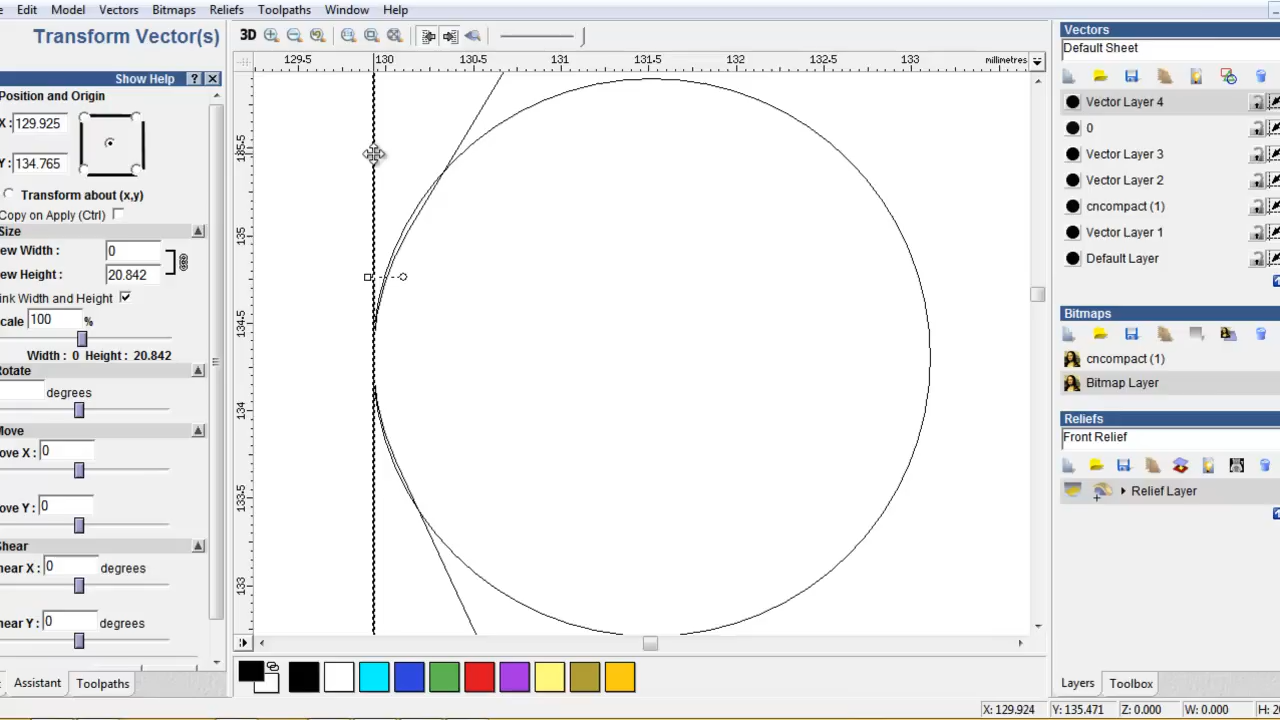 Edit Model Vectors Bitmaps Reliefs Toolpaths Window Help
Transform Vector(s)
Show Help ?
Position and Origin
X : 129.925
Y : 134.765
Transform about (x,y)
Copy on Apply (Ctrl)
Size
ew Width : 0
ew Height : 20.842
ink Width and Height
cale 100 %
Width : 0 Height : 20.842
Rotate
degrees
Move
ove X : 0
ove Y : 0
Shear
hear X : 0 degrees
hear Y : 0 degrees
Assistant Toolpaths
3D
129.5 130 130.5 131 131.5 132 132.5 133 millimetres
185.5
135
134.5
134
133.5
133
Vectors
Default Sheet
Vector Layer 4
0
Vector Layer 3
Vector Layer 2
cncompact (1)
Vector Layer 1
Default Layer
Bitmaps
cncompact (1)
Bitmap Layer
Reliefs
Front Relief
Relief Layer
Layers Toolbox
X: 129.924 Y: 135.471 Z: 0.000 W: 0.000